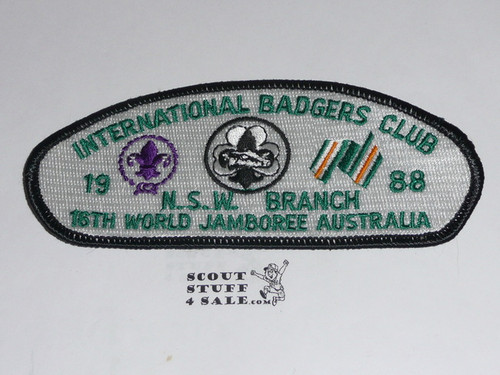 INTERNATIONAL BADGERS CLUB
19 88
N.S.W. BRANCH
16TH WORLD JAMBOREE AUSTRALIA
SCOUT
STUFF
4 SALE.COM